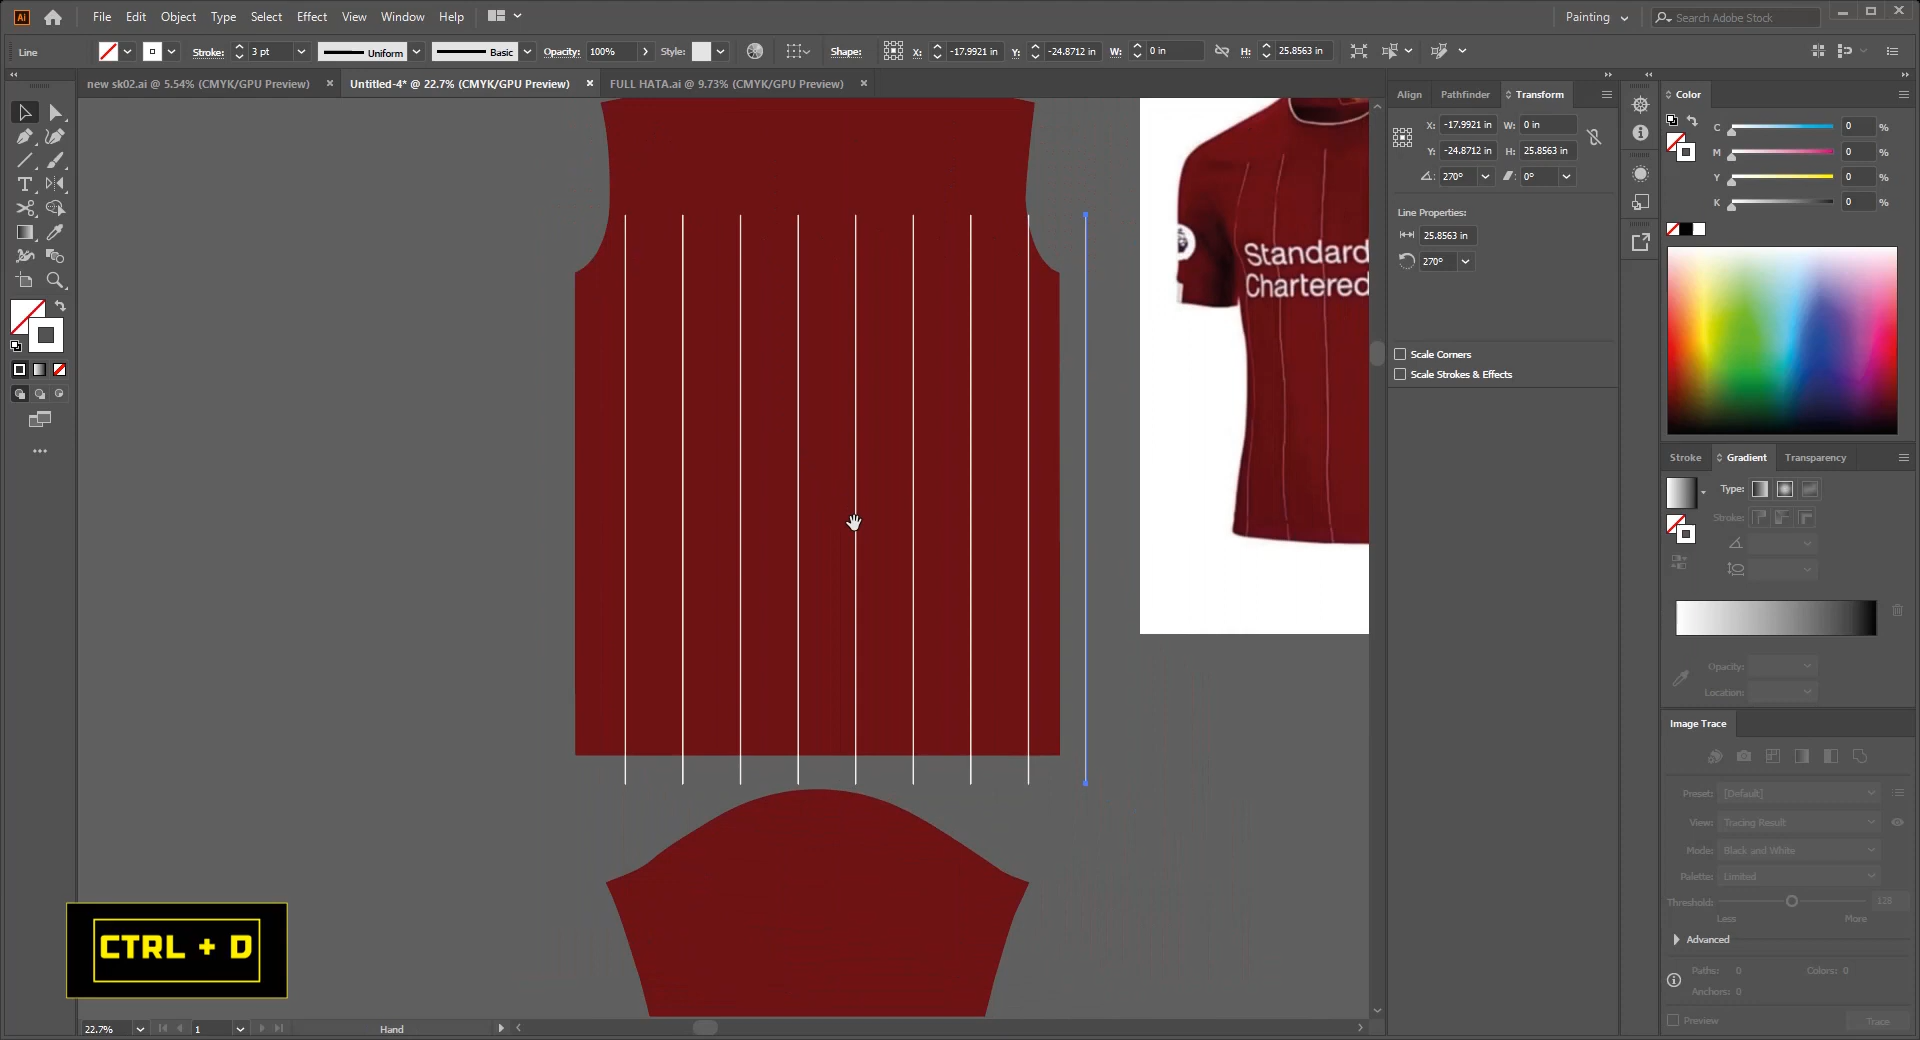 Ai File Edit Object Type Select Effect View Window Help Painting Search Adobe Stock
Line Stroke: 3 pt Uniform Basic Opacity: 100% Style: Shape: X: -17.9921 in Y: -24.8712 in W: 0 in H: 25.8563 in
new sk02.ai @ 5.54% (CMYK/GPU Preview) Untitled-4* @ 22.7% (CMYK/GPU Preview) FULL HATA.ai @ 9.73% (CMYK/GPU Preview)
Align Pathfinder Transform
X: -17.9921 in W: 0 in
Y: -24.8712 in H: 25.8563 in
270° 0°
Line Properties:
25.8563 in
270°
Scale Corners
Scale Strokes & Effects
Color
C 0 %
M 0 %
Y 0 %
K 0 %
Stroke Gradient Transparency
Type:
Stroke:
Opacity:
Location:
Image Trace
Preset: [Default]
View: Tracing Result
Mode: Black and White
Palette: Limited
Threshold: 128
Less More
Advanced
Paths: 0 Colors: 0
Anchors: 0
Preview Trace
Standard
Chartered
CTRL + D
22.7% 1 Hand